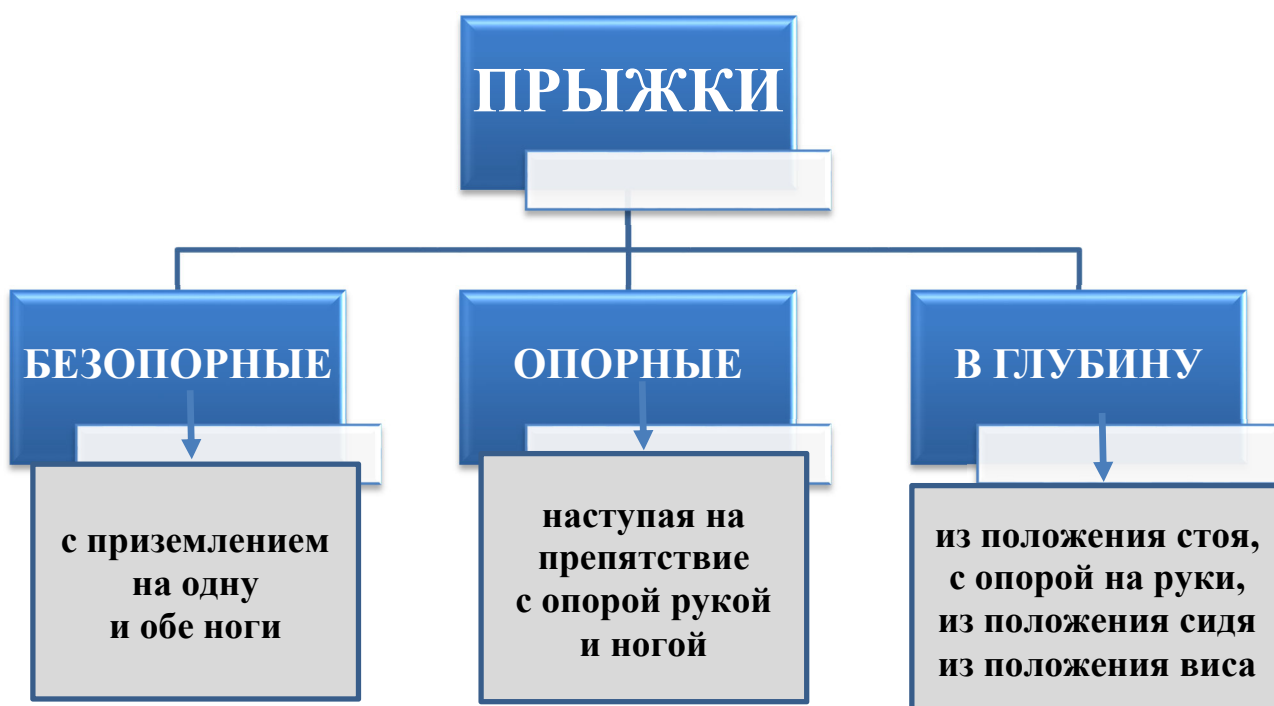 ПРЫЖКИ
БЕЗОПОРНЫЕ
ОПОРНЫЕ
В ГЛУБИНУ
с приземлением
на одну
и обе ноги
наступая на
препятствие
с опорой рукой
и ногой
из положения стоя,
с опорой на руки,
из положения сидя
из положения виса